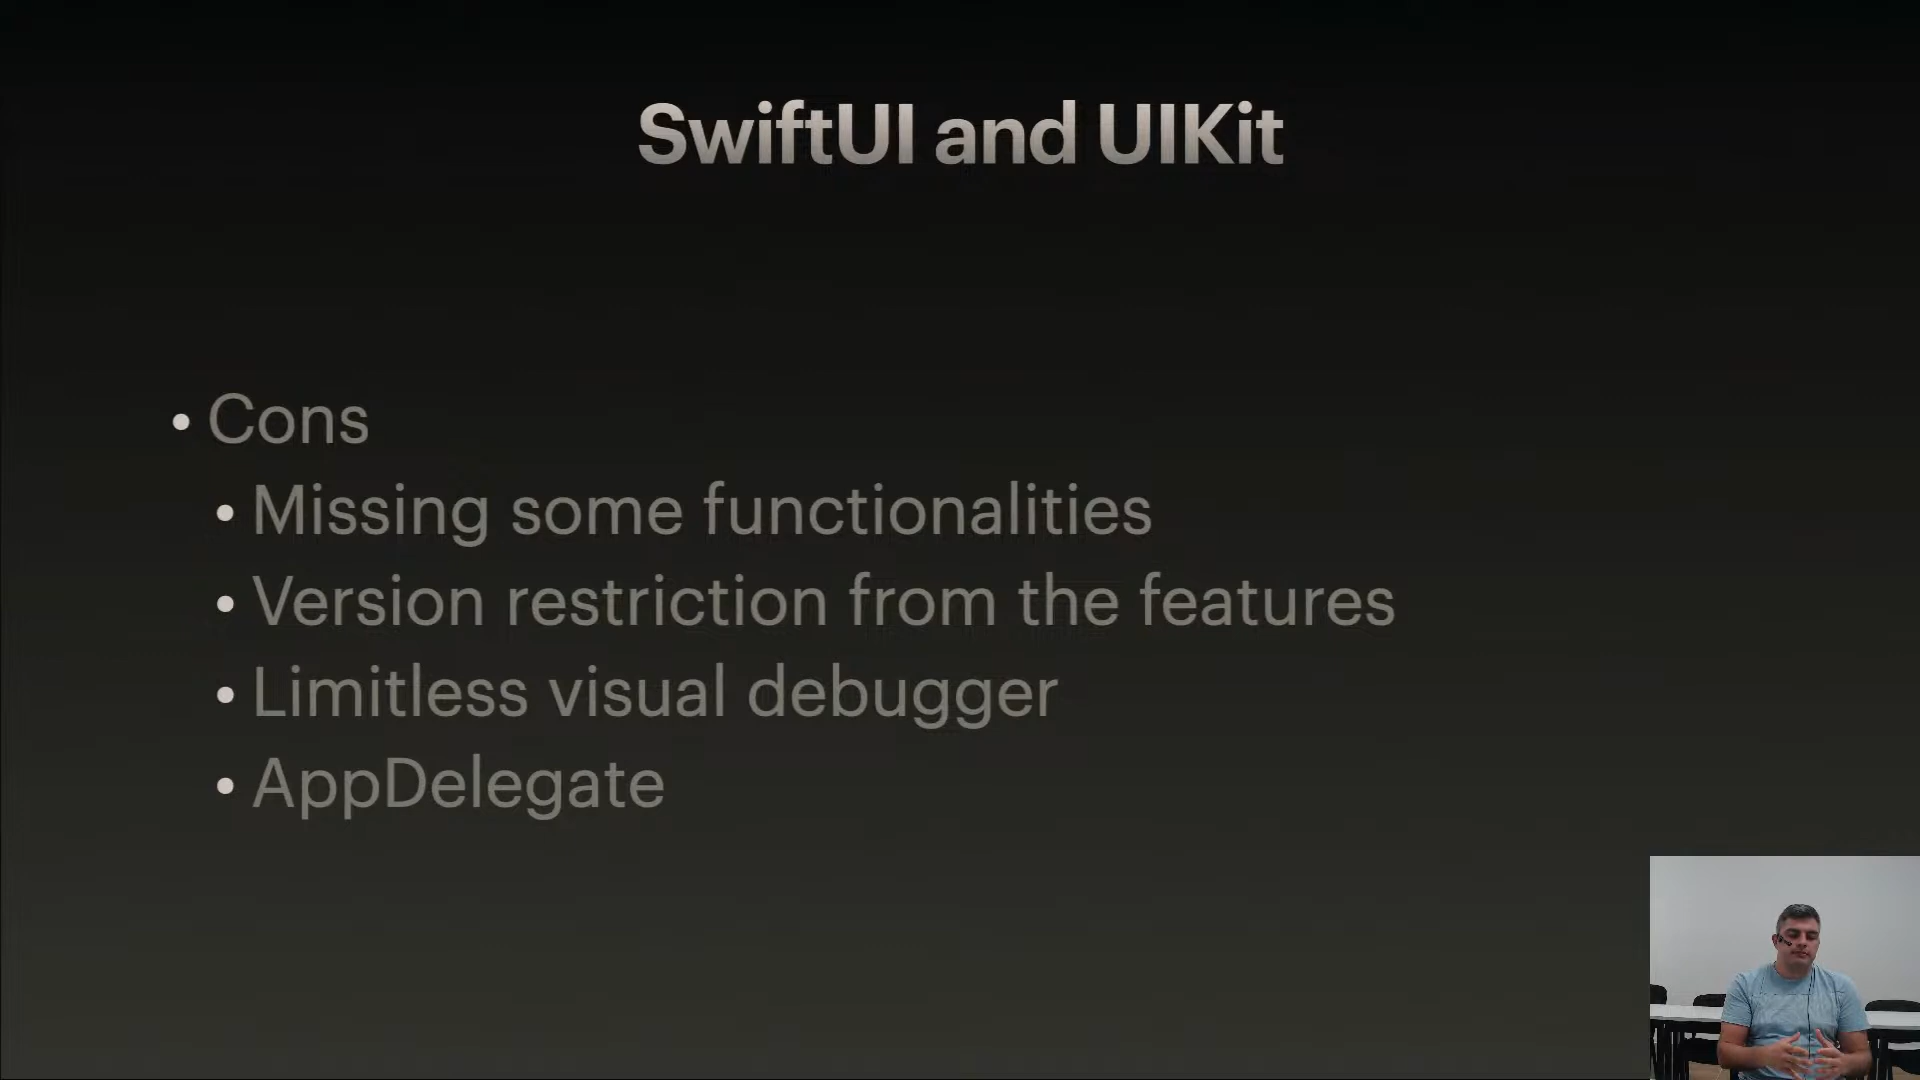 SwiftUI and UIKit
• Cons
• Missing some functionalities
• Version restriction from the features
• Limitless visual debugger
• AppDelegate